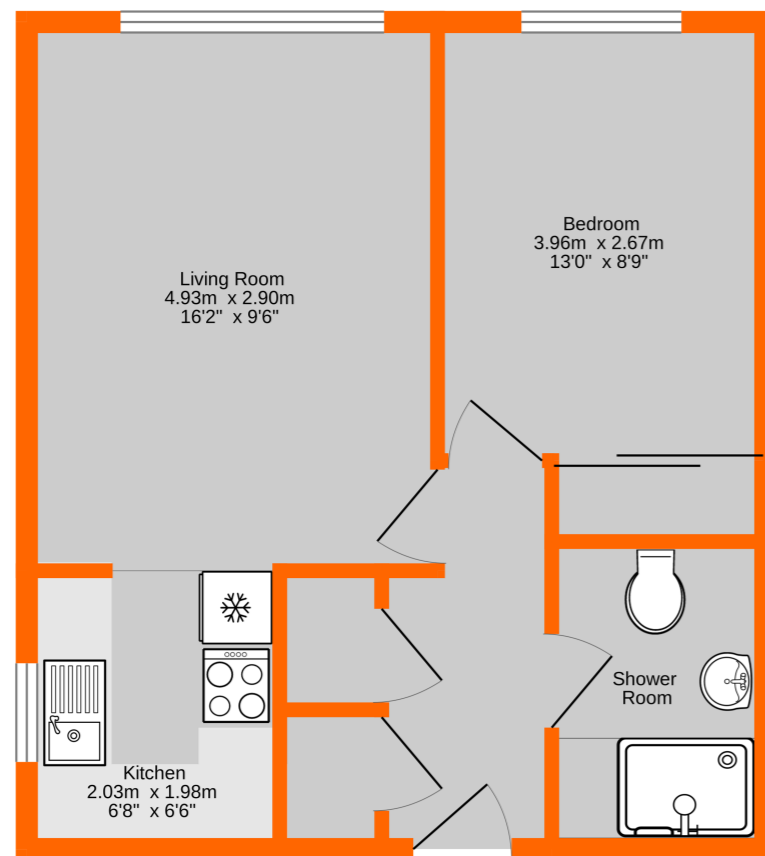 Bedroom
3.96m x 2.67m
13'0" x 8'9"
Living Room
4.93m x 2.90m
16'2" x 9'6"
Shower
Room
Kitchen
2.03m x 1.98m
6'8" x 6'6"